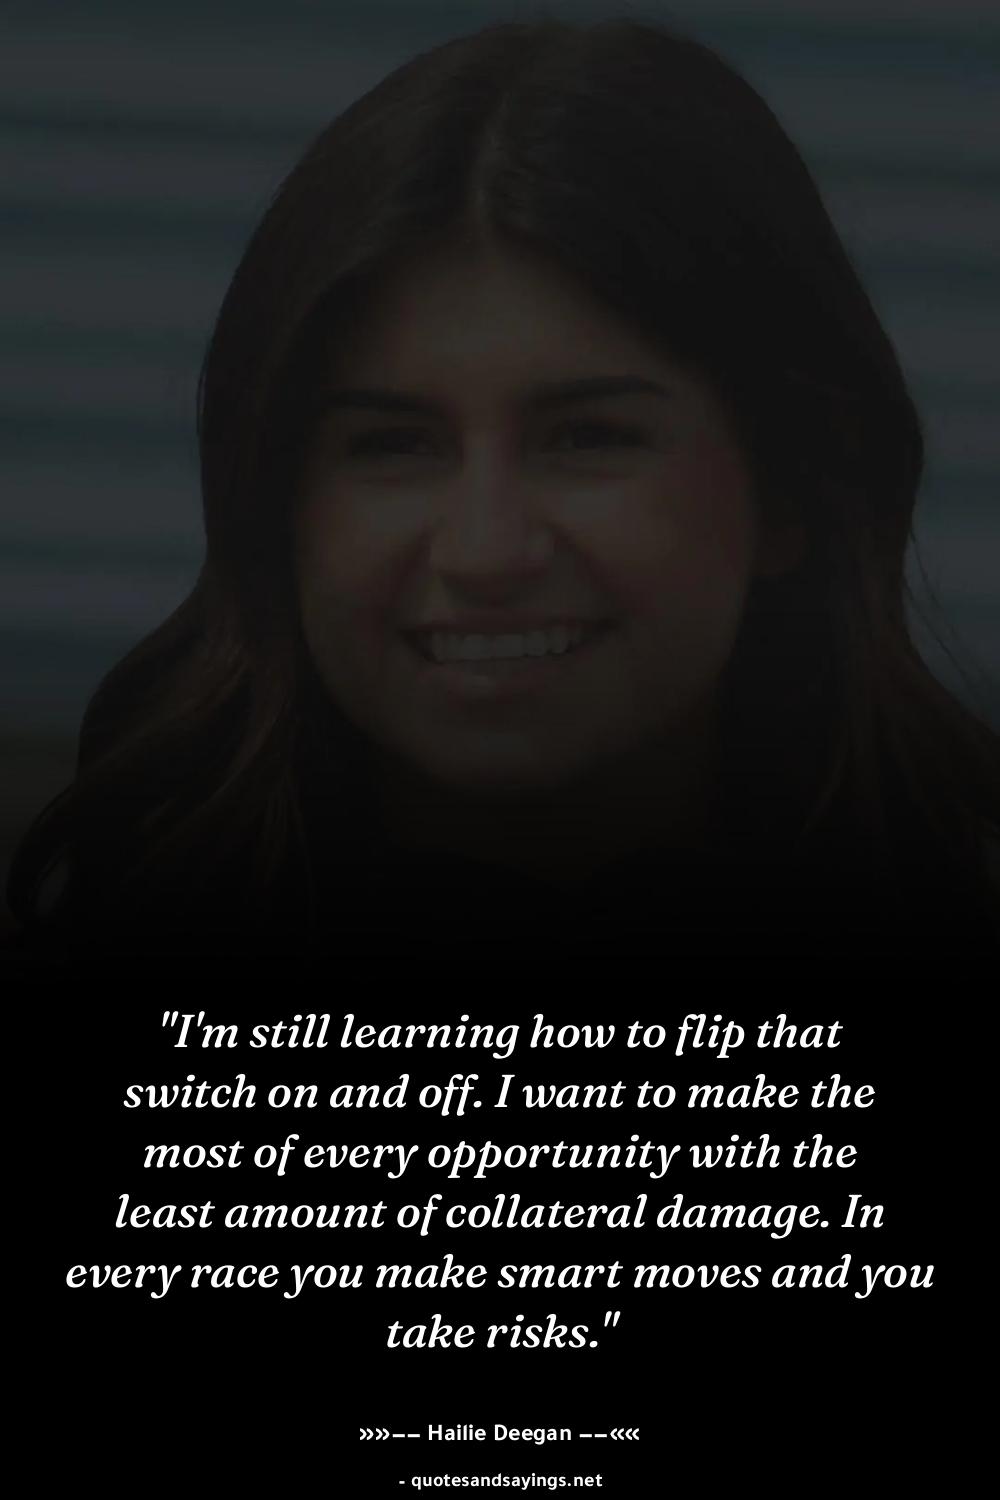 "I'm still learning how to flip that
switch on and off. I want to make the
most of every opportunity with the
least amount of collateral damage. In
every race you make smart moves and you
take risks."
»»–– Hailie Deegan ––««
- quotesandsayings.net